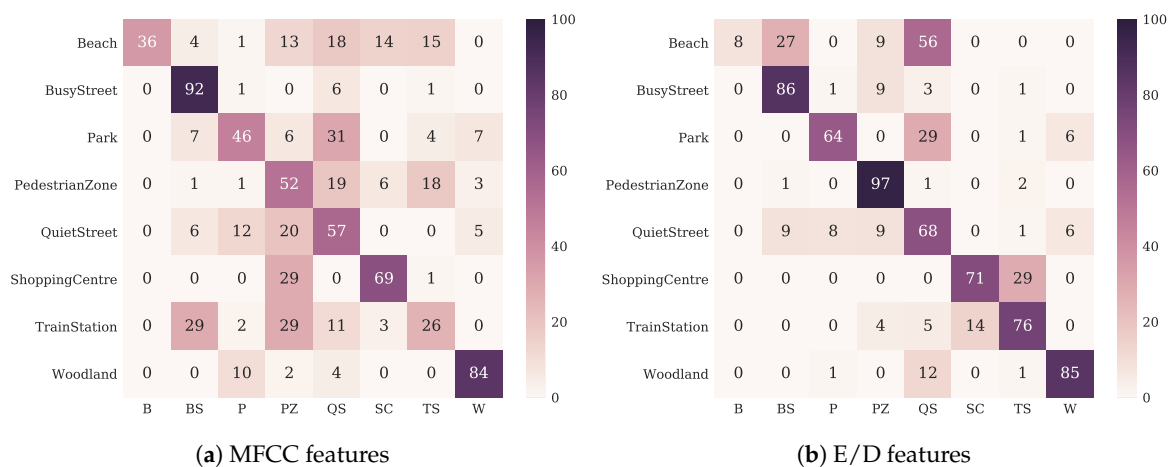 Beach 36 4 1 13 18 14 15 0
BusyStreet 0 92 1 0 6 0 1 0
Park 0 7 46 6 31 0 4 7
PedestrianZone 0 1 1 52 19 6 18 3
QuietStreet 0 6 12 20 57 0 0 5
ShoppingCentre 0 0 0 29 0 69 1 0
TrainStation 0 29 2 29 11 3 26 0
Woodland 0 0 10 2 4 0 0 84
B BS P PZ QS SC TS W
100
80
60
40
20
0
(a) MFCC features
Beach 8 27 0 9 56 0 0 0
BusyStreet 0 86 1 9 3 0 1 0
Park 0 0 64 0 29 0 1 6
PedestrianZone 0 1 0 97 1 0 2 0
QuietStreet 0 9 8 9 68 0 1 6
ShoppingCentre 0 0 0 0 0 71 29 0
TrainStation 0 0 0 4 5 14 76 0
Woodland 0 0 1 0 12 0 1 85
B BS P PZ QS SC TS W
100
80
60
40
20
0
(b) E/D features